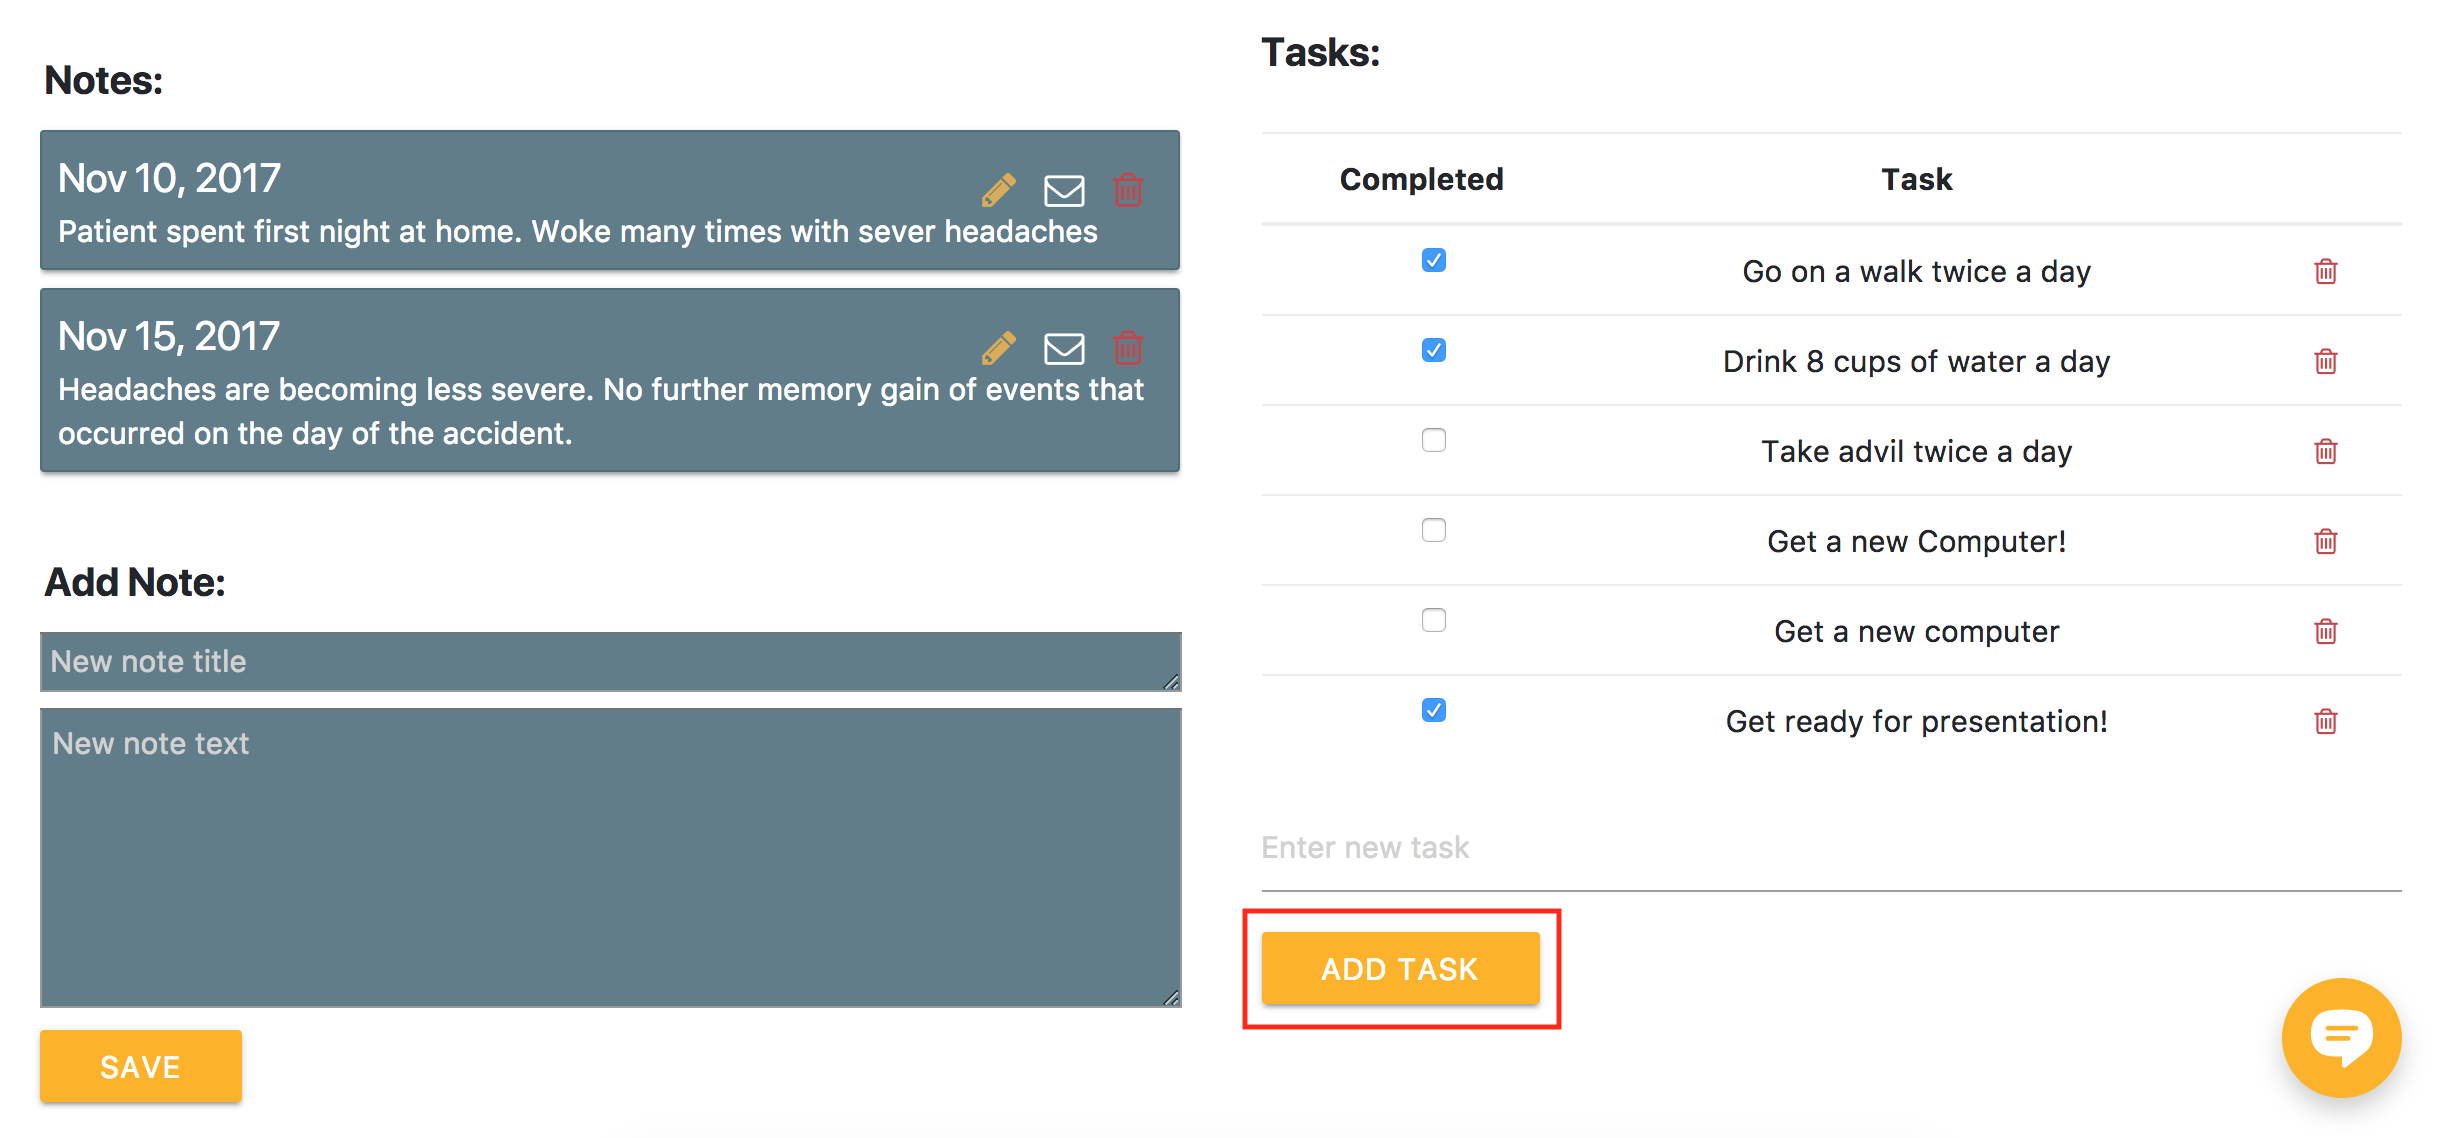 Notes:
Nov 10, 2017
Patient spent first night at home. Woke many times with sever headaches
Nov 15, 2017
Headaches are becoming less severe. No further memory gain of events that
occurred on the day of the accident.
Add Note:
New note title
New note text
SAVE
Tasks:
Completed Task
Go on a walk twice a day
Drink 8 cups of water a day
Take advil twice a day
Get a new Computer!
Get a new computer
Get ready for presentation!
Enter new task
ADD TASK